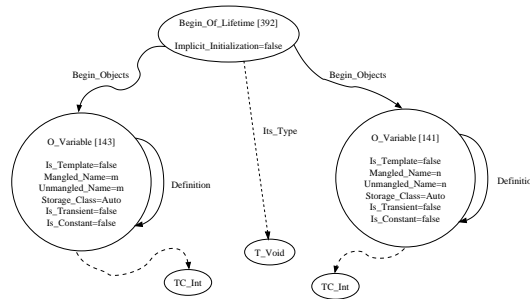 Begin_Of_Lifetime [392]
Implicit_Initialization=false
Begin_Objects
Begin_Objects
Its_Type
O_Variable [143]
Is_Template=false
Mangled_Name=m
Unmangled_Name=m
Storage_Class=Auto
Is_Transient=false
Is_Constant=false
Definition
O_Variable [141]
Is_Template=false
Mangled_Name=n
Unmangled_Name=n
Storage_Class=Auto
Is_Transient=false
Is_Constant=false
Definition
T_Void
TC_Int
TC_Int